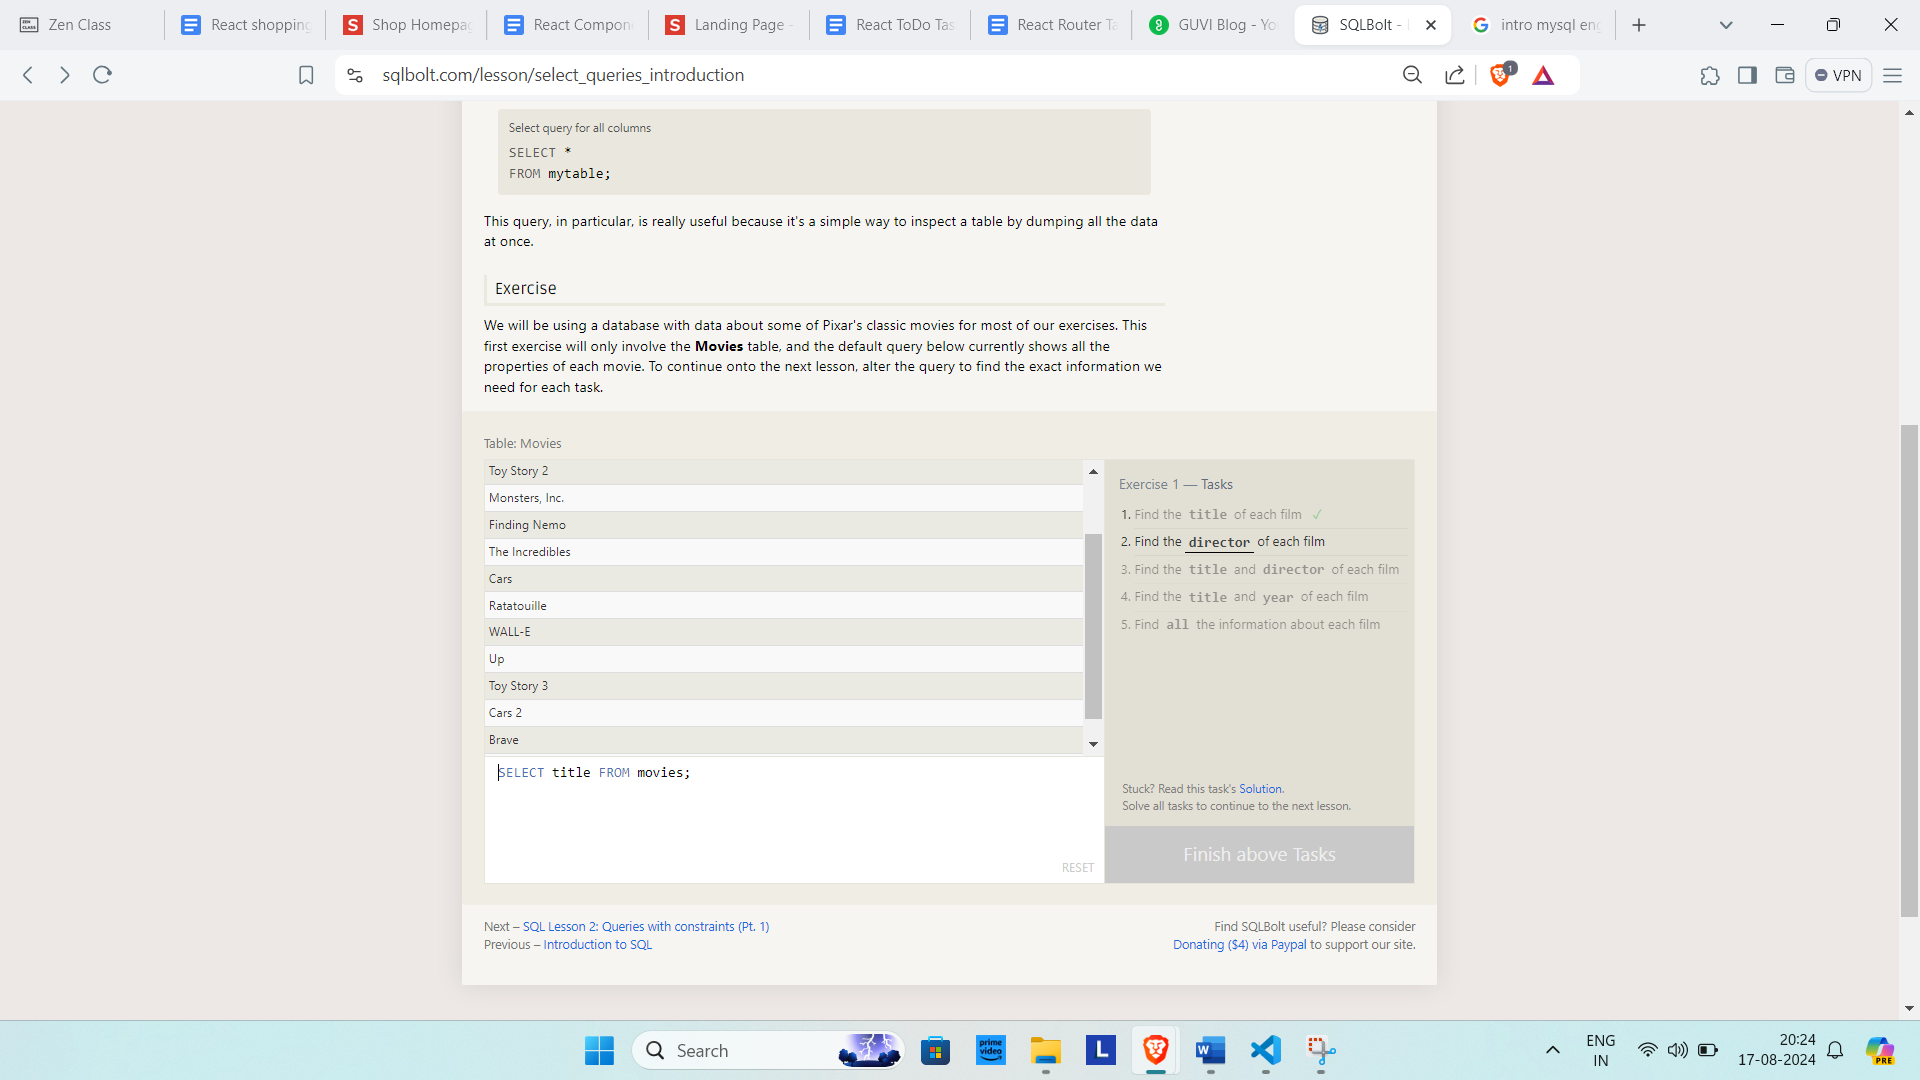 Zen Class
React shopping
Shop Homepag
React Compon
Landing Page -
React ToDo Tas
React Router Ta
GUVI Blog - Yo
SQLBolt -
intro mysql eng
sqlbolt.com/lesson/select_queries_introduction
1
VPN
Select query for all columns
SELECT *
FROM mytable;
This query, in particular, is really useful because it's a simple way to inspect a table by dumping all the data
at once.
Exercise
We will be using a database with data about some of Pixar's classic movies for most of our exercises. This
first exercise will only involve the Movies table, and the default query below currently shows all the
properties of each movie. To continue onto the next lesson, alter the query to find the exact information we
need for each task.
Table: Movies
Toy Story 2
Monsters, Inc.
Finding Nemo
The Incredibles
Cars
Ratatouille
WALL-E
Up
Toy Story 3
Cars 2
Brave
SELECT title FROM movies;
RESET
Exercise 1 — Tasks
1. Find the title of each film ✓
2. Find the director of each film
3. Find the title and director of each film
4. Find the title and year of each film
5. Find all the information about each film
Stuck? Read this task's Solution.
Solve all tasks to continue to the next lesson.
Finish above Tasks
Next – SQL Lesson 2: Queries with constraints (Pt. 1)
Previous – Introduction to SQL
Find SQLBolt useful? Please consider
Donating ($4) via Paypal to support our site.
Search
prime video
L
W
ENG
IN
20:24
17-08-2024
PRE